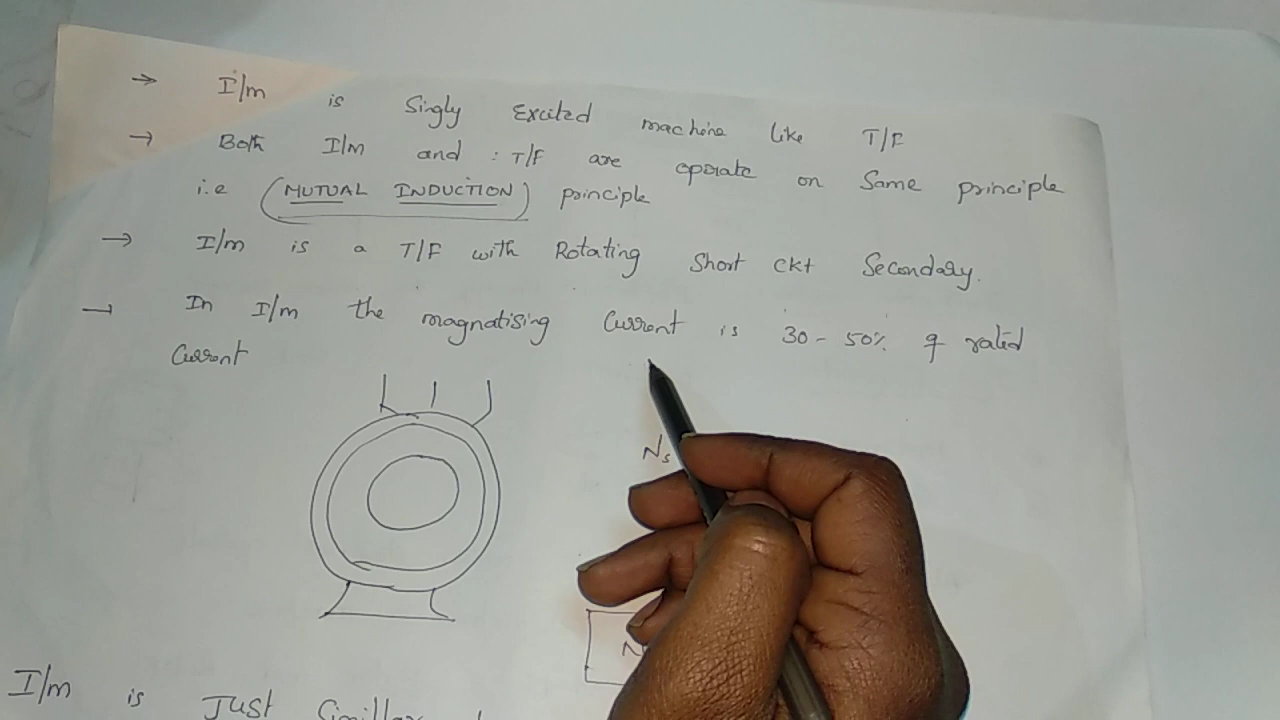 → I/m is Singly Excited machine like T/F
→ Both I/m and : T/F are operate on Same principle
i.e (MUTUAL INDUCTION) principle
→ I/m is a T/F with Rotating Short ckt Secondary.
→ In I/m the magnatising Current is 30 - 50% of rated
Current
Ns
N
I/m is Just Simillar